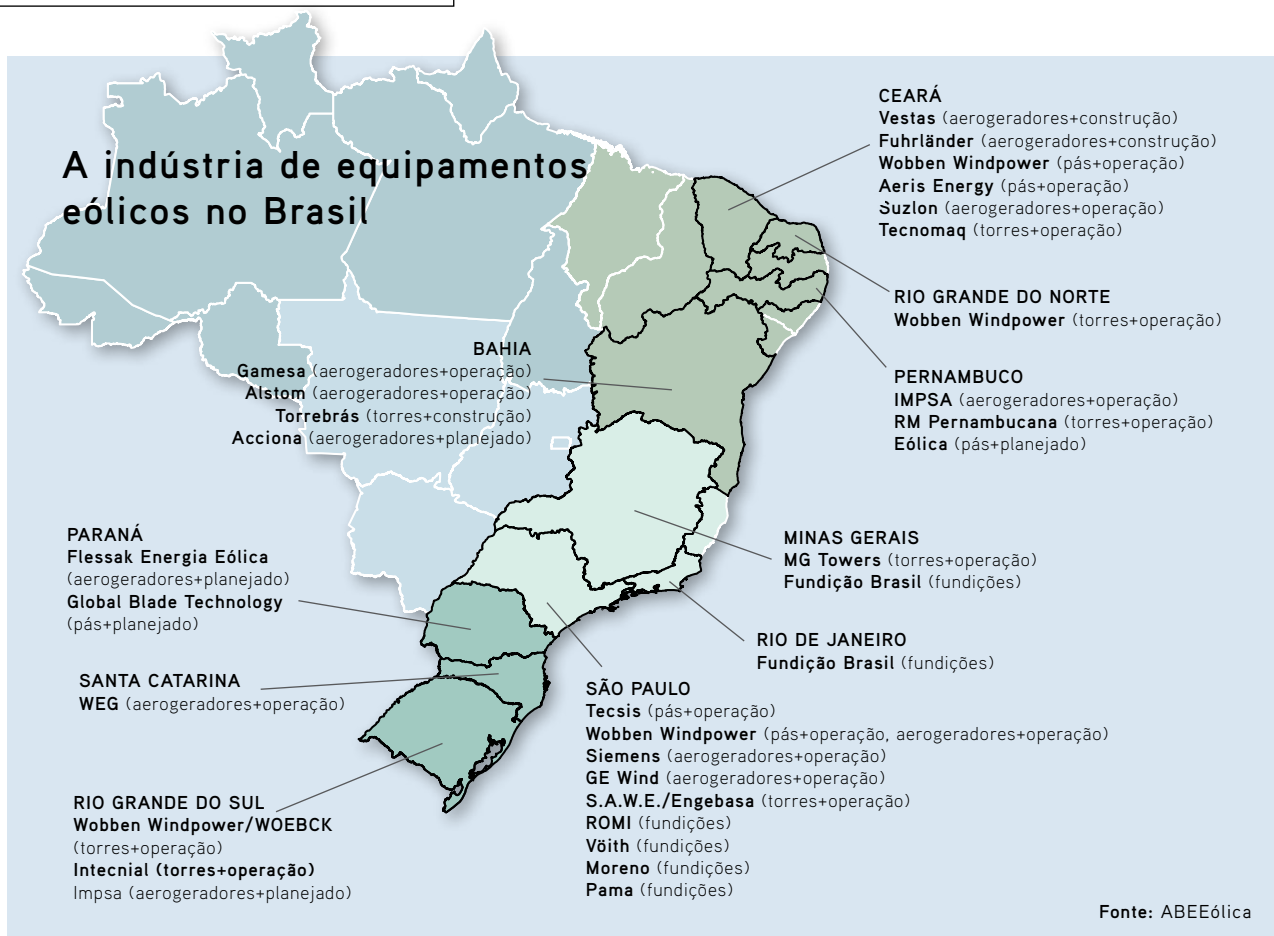 A indústria de equipamentos
eólicos no Brasil
CEARÁ
Vestas (aerogeradores+construção)
Fuhrländer (aerogeradores+construção)
Wobben Windpower (pás+operação)
Aeris Energy (pás+operação)
Suzlon (aerogeradores+operação)
Tecnomaq (torres+operação)
RIO GRANDE DO NORTE
Wobben Windpower (torres+operação)
PERNAMBUCO
IMPSA (aerogeradores+operação)
RM Pernambucana (torres+operação)
Eólica (pás+planejado)
BAHIA
Gamesa (aerogeradores+operação)
Alstom (aerogeradores+operação)
Torrebrás (torres+construção)
Acciona (aerogeradores+planejado)
MINAS GERAIS
MG Towers (torres+operação)
Fundição Brasil (fundições)
RIO DE JANEIRO
Fundição Brasil (fundições)
PARANÁ
Flessak Energia Eólica
(aerogeradores+planejado)
Global Blade Technology
(pás+planejado)
SANTA CATARINA
WEG (aerogeradores+operação)
SÃO PAULO
Tecsis (pás+operação)
Wobben Windpower (pás+operação, aerogeradores+operação)
Siemens (aerogeradores+operação)
GE Wind (aerogeradores+operação)
S.A.W.E./Engebasa (torres+operação)
ROMI (fundições)
Vöith (fundições)
Moreno (fundições)
Pama (fundições)
RIO GRANDE DO SUL
Wobben Windpower/WOEBCK
(torres+operação)
Intecnial (torres+operação)
Impsa (aerogeradores+planejado)
Fonte: ABEEólica